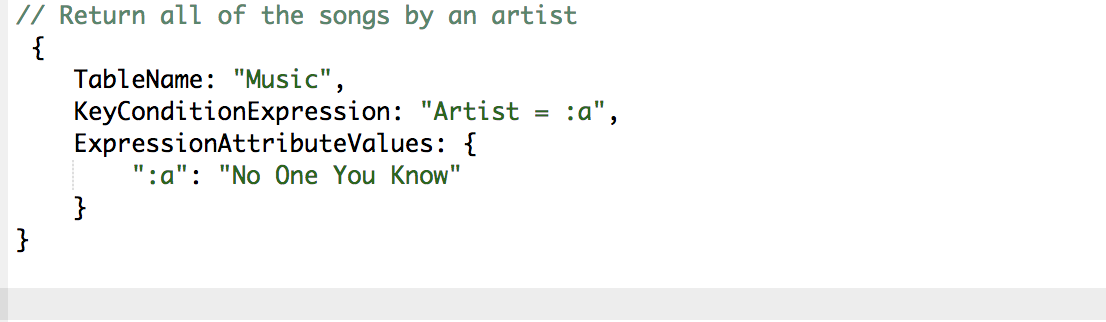 // Return all of the songs by an artist
{
TableName: "Music",
KeyConditionExpression: "Artist = :a",
ExpressionAttributeValues: {
":a": "No One You Know"
}
}